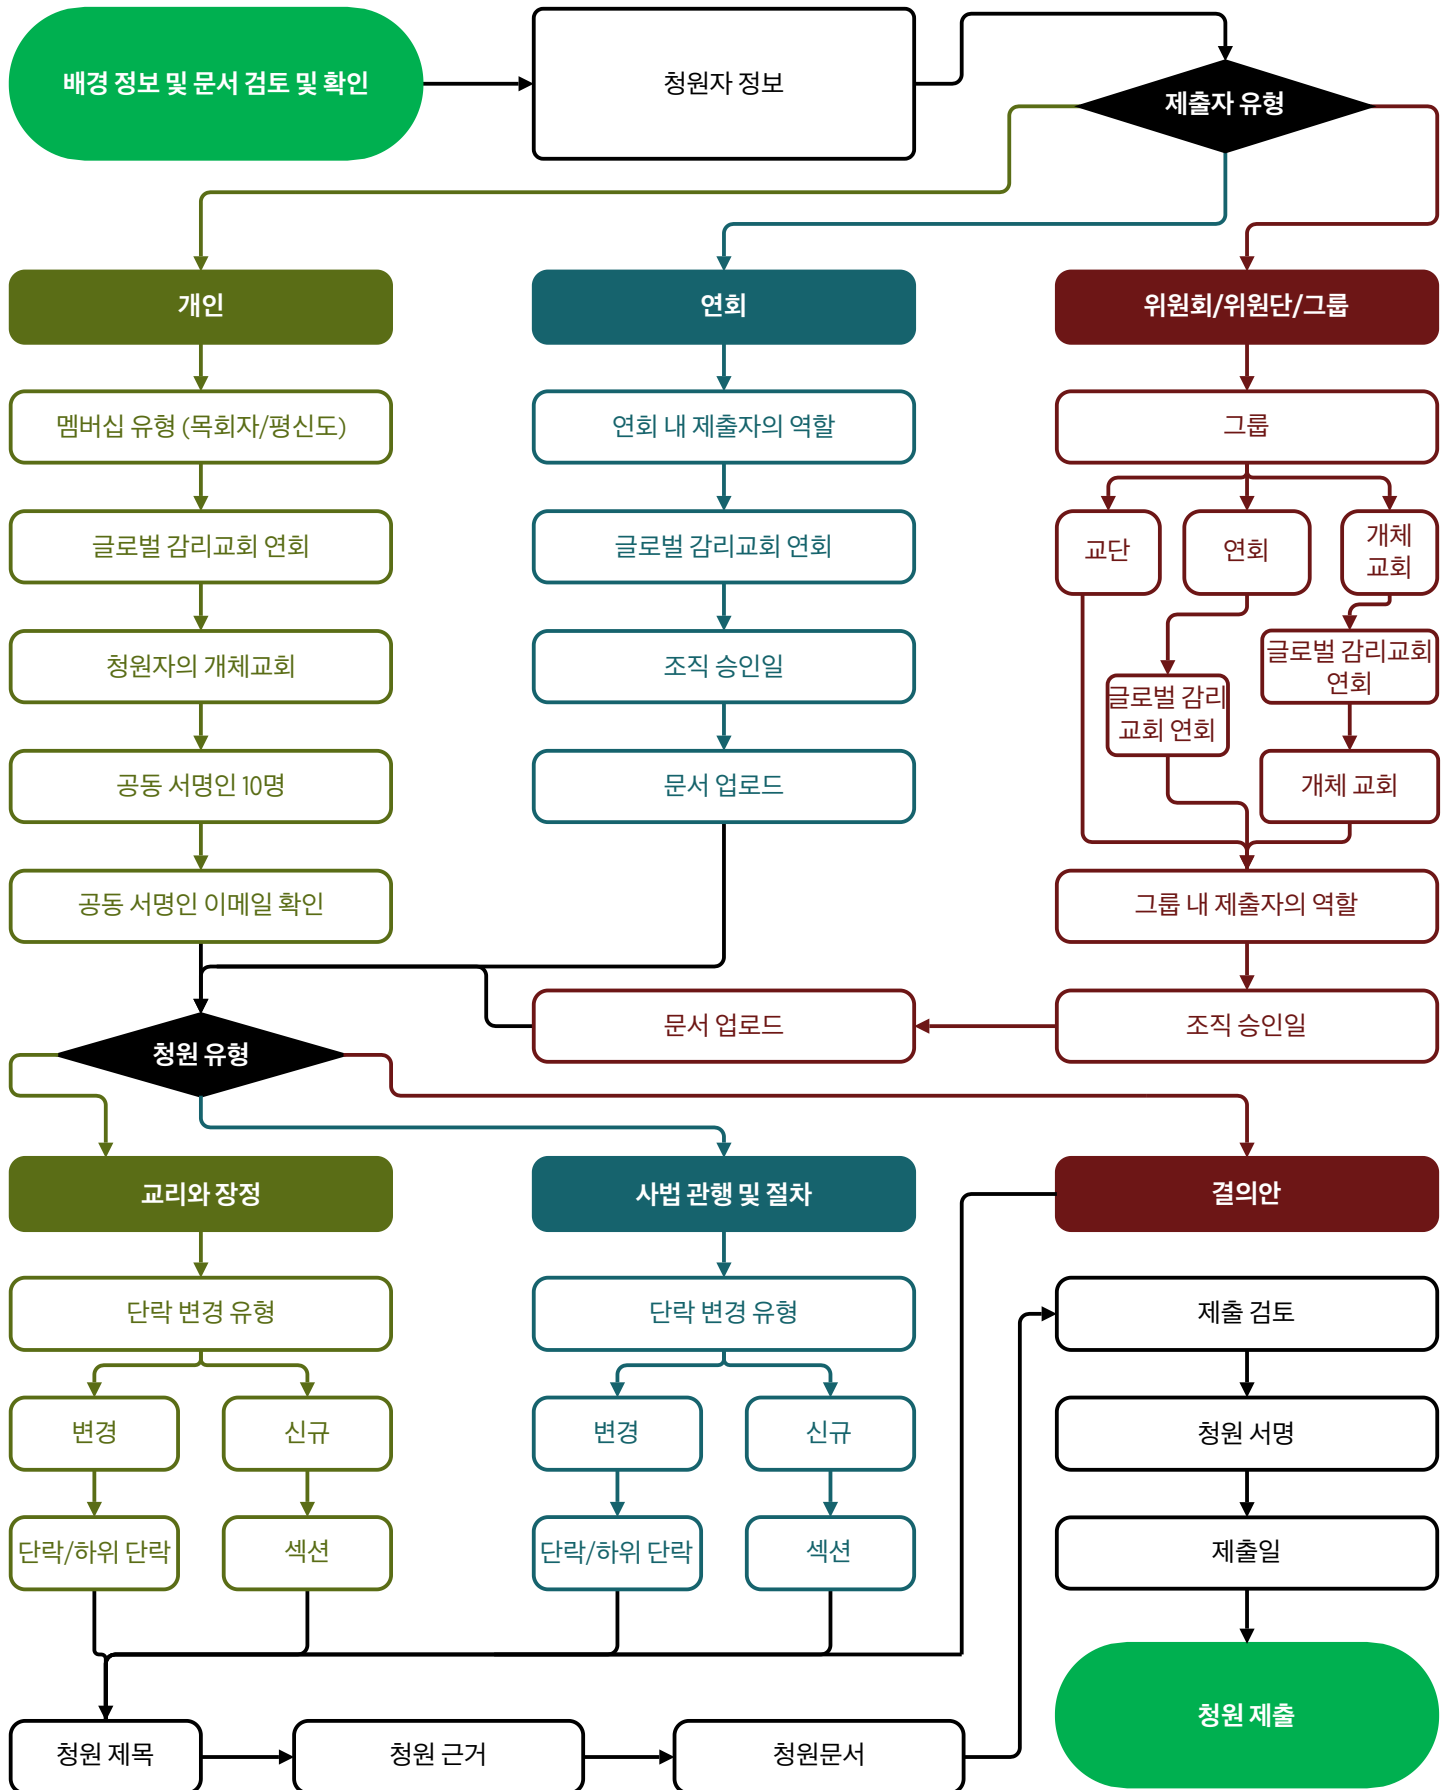 배경 정보 및 문서 검토 및 확인
청원자 정보
제출자 유형
개인
연회
위원회/위원단/그룹
멤버십 유형 (목회자/평신도)
연회 내 제출자의 역할
그룹
글로벌 감리교회 연회
글로벌 감리교회 연회
교단
연회
개체
교회
청원자의 개체교회
조직 승인일
글로벌 감리
교회 연회
글로벌 감리교회
연회
공동 서명인 10명
문서 업로드
개체 교회
공동 서명인 이메일 확인
그룹 내 제출자의 역할
청원 유형
문서 업로드
조직 승인일
교리와 장정
사법 관행 및 절차
결의안
단락 변경 유형
단락 변경 유형
제출 검토
변경
신규
변경
신규
청원 서명
단락/하위 단락
섹션
단락/하위 단락
섹션
제출일
청원 제출
청원 제목
청원 근거
청원문서